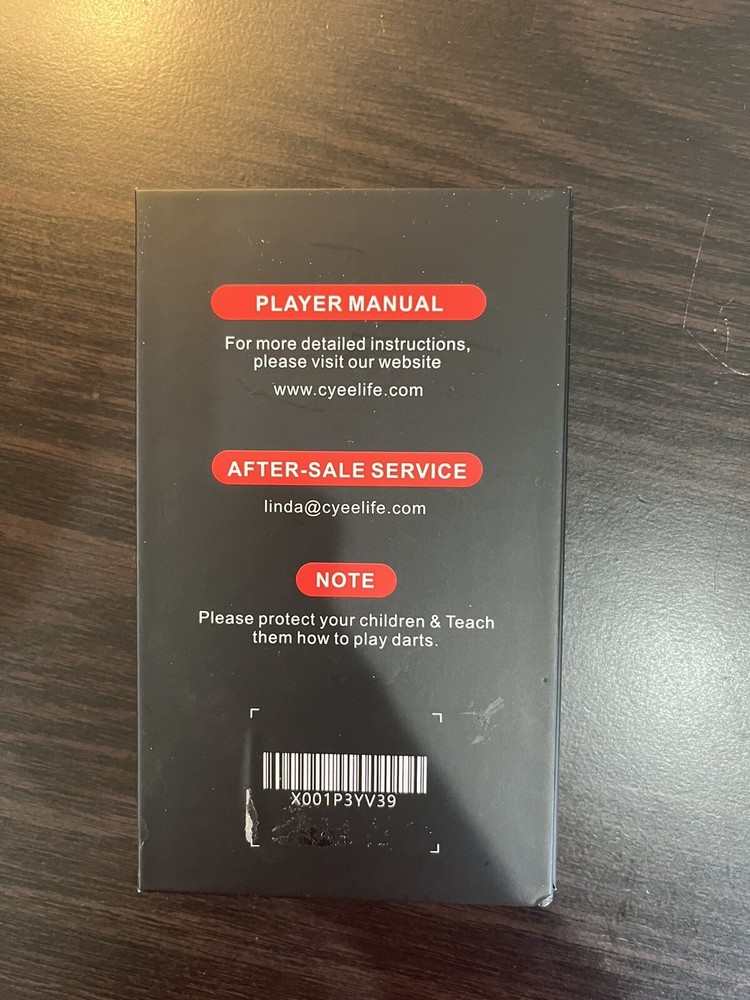 PLAYER MANUAL
For more detailed instructions,
please visit our website
www.cyeelife.com
AFTER-SALE SERVICE
linda@cyeelife.com
NOTE
Please protect your children & Teach
them how to play darts.
X001P3YV39